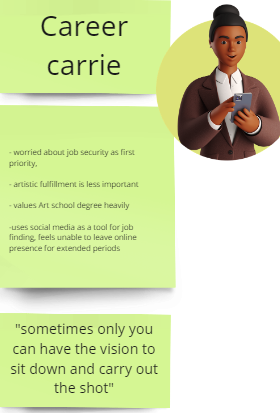 Career
carrie
- worried about job security as first
priority,
- artistic fulfillment is less important
- values Art school degree heavily
-uses social media as a tool for job
finding, feels unable to leave online
presence for extended periods
"sometimes only you
can have the vision to
sit down and carry out
the shot"